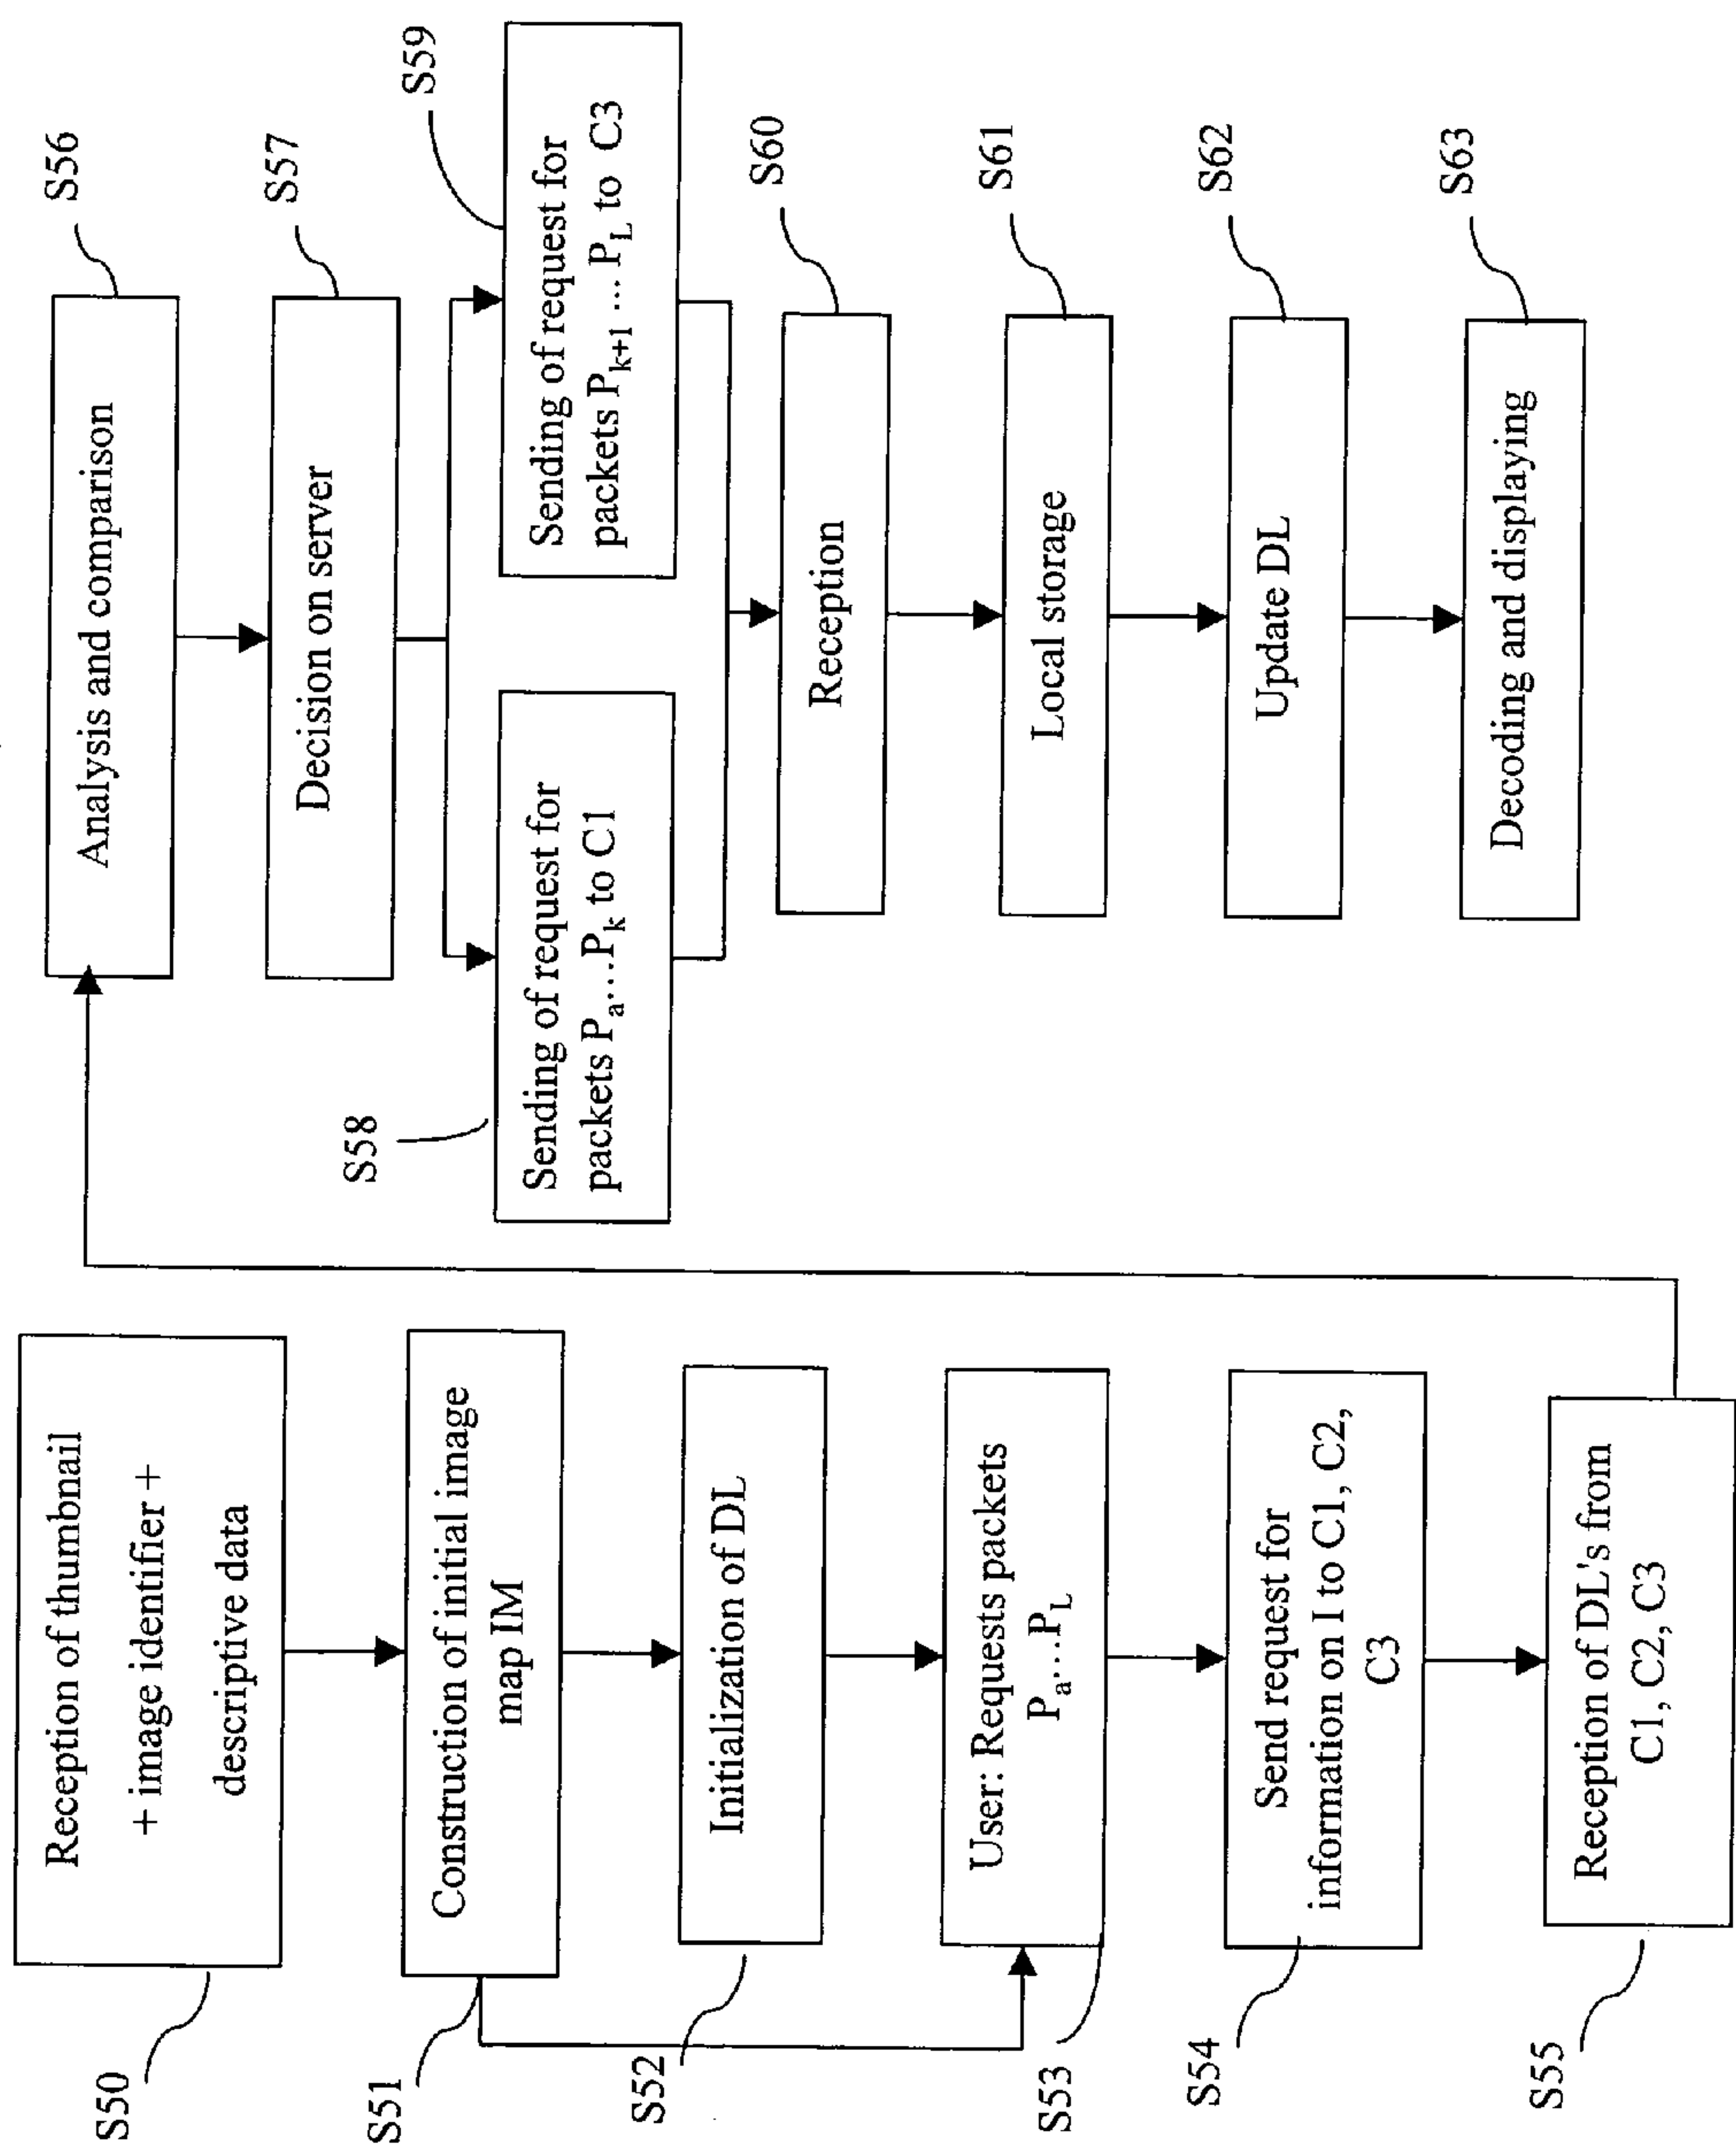 S50
Reception of thumbnail
+ image identifier +
descriptive data
S51
Construction of initial image
map IM
S52
Initialization of DL
S53
User: Requests packets
Pa....PL
S54
Send request for
information on I to C1, C2,
C3
S55
Reception of DL's from
C1, C2, C3
S56
Analysis and comparison
S57
Decision on server
S58
Sending of request for
packets Pa...Pk to C1
S59
Sending of request for
packets Pk+1 ... PL to C3
S60
Reception
S61
Local storage
S62
Update DL
S63
Decoding and displaying